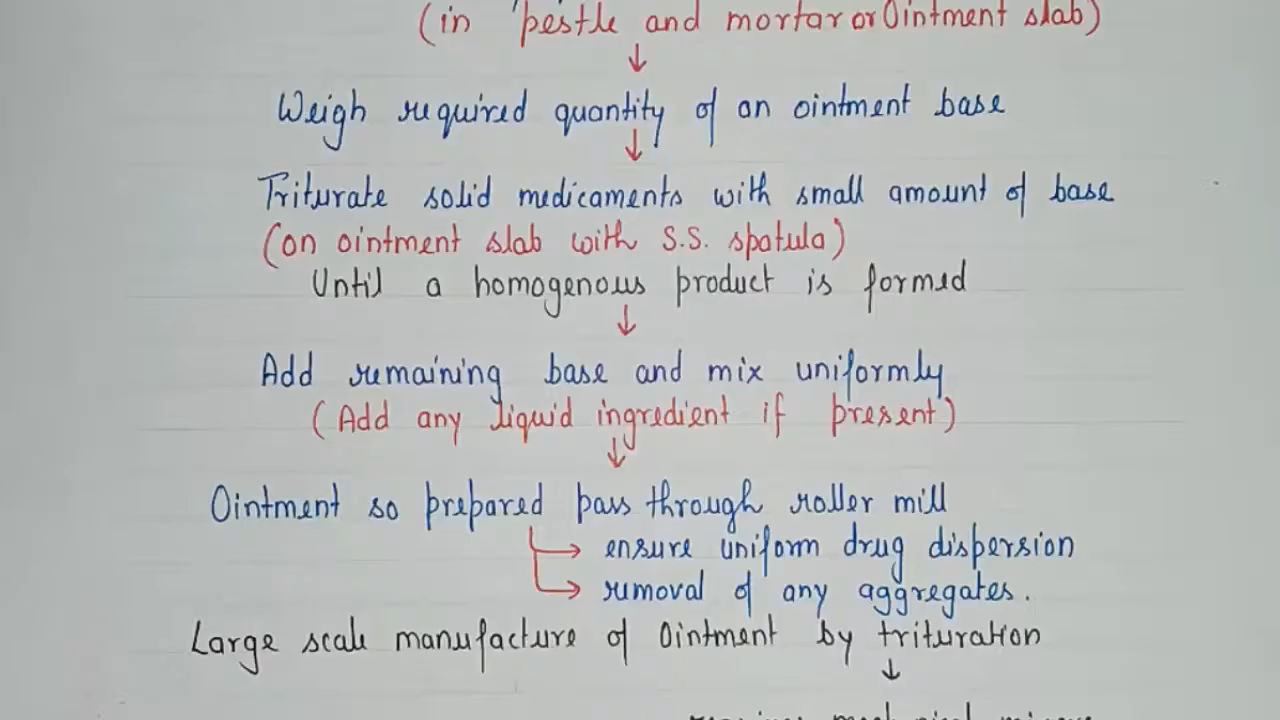 (in pestle and mortar or Ointment slab)
↓
Weigh required quantity of an ointment base
↓
Triturate solid medicaments with small amount of base
(on ointment slab with S.S. spatula)
Until a homogenous product is formed
↓
Add remaining base and mix uniformly
(Add any liquid ingredient if present)
↓
Ointment so prepared pass through roller mill
→ ensure uniform drug dispersion
→ removal of any aggregates.
Large scale manufacture of Ointment by trituration
↓